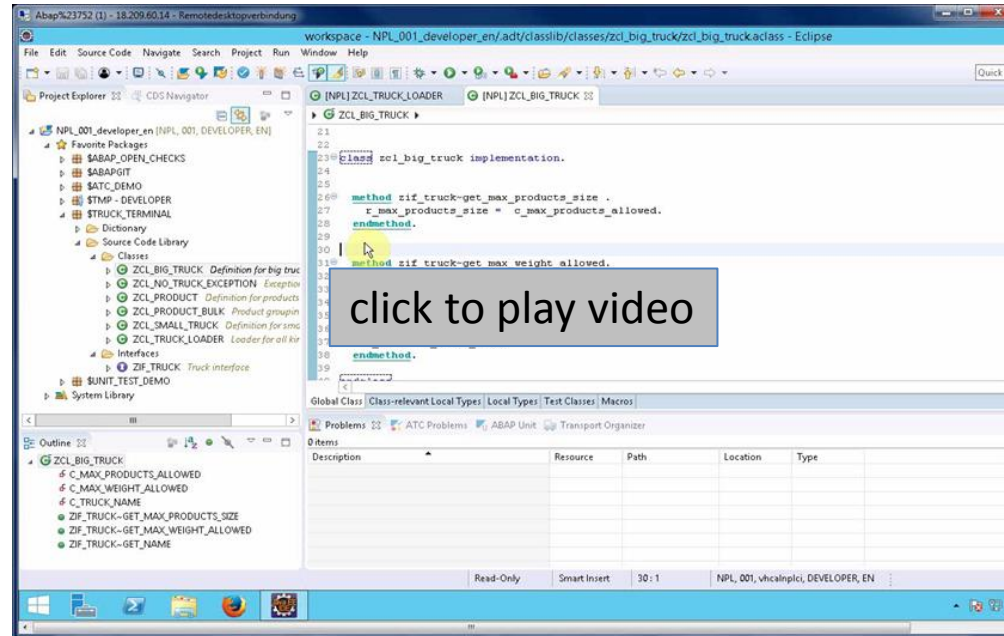 Abap%23752 (1) - 18.209.60.14 - Remotedesktopverbindung
workspace - NPL_001_developer_en/.adt/classlib/classes/zcl_big_truck/zcl_big_truck.aclass - Eclipse
File Edit Source Code Navigate Search Project Run Window Help
Quick
Project Explorer CDS Navigator
NPL_001_developer_en [NPL, 001, DEVELOPER, EN]
Favorite Packages
$ABAP_OPEN_CHECKS
$ABAPGIT
$ATC_DEMO
$TMP - DEVELOPER
$TRUCK_TERMINAL
Dictionary
Source Code Library
Classes
ZCL_BIG_TRUCK Definition for big truc
ZCL_NO_TRUCK_EXCEPTION Exceptio
ZCL_PRODUCT Definition for products
ZCL_PRODUCT_BULK Product groupin
ZCL_SMALL_TRUCK Definition for sma
ZCL_TRUCK_LOADER Loader for all kir
Interfaces
ZIF_TRUCK Truck interface
$UNIT_TEST_DEMO
System Library
Outline
ZCL_BIG_TRUCK
C_MAX_PRODUCTS_ALLOWED
C_MAX_WEIGHT_ALLOWED
C_TRUCK_NAME
ZIF_TRUCK~GET_MAX_PRODUCTS_SIZE
ZIF_TRUCK~GET_MAX_WEIGHT_ALLOWED
ZIF_TRUCK~GET_NAME
[NPL] ZCL_TRUCK_LOADER [NPL] ZCL_BIG_TRUCK
ZCL_BIG_TRUCK
21
22
23 class zcl_big_truck implementation.
24
25
26 method zif_truck~get_max_products_size .
27 r_max_products_size = c_max_products_allowed.
28 endmethod.
29
30
31 method zif_truck~get_max_weight_allowed.
click to play video
38 endmethod.
39
Global Class Class-relevant Local Types Local Types Test Classes Macros
Problems ATC Problems ABAP Unit Transport Organizer
0 items
Description Resource Path Location Type
Read-Only Smart Insert 30 : 1 NPL, 001, vhcalnplci, DEVELOPER, EN